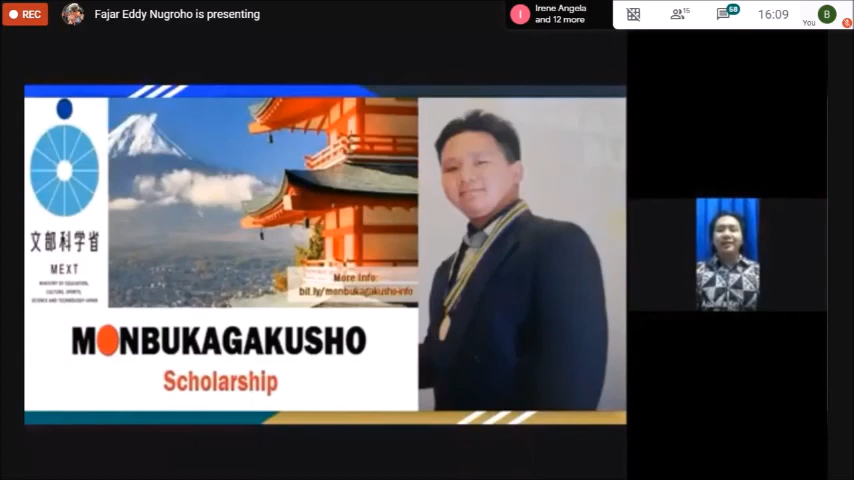 REC
Fajar Eddy Nugroho is presenting
I
Irene Angela
and 12 more
15
58
16:09
You
B
文部科学省
MEXT
MINISTRY OF EDUCATION,
CULTURE, SPORTS,
SCIENCE AND TECHNOLOGY-JAPAN
More Info:
bit.ly/monbukagakusho-info
MONBUKAGAKUSHO
Scholarship